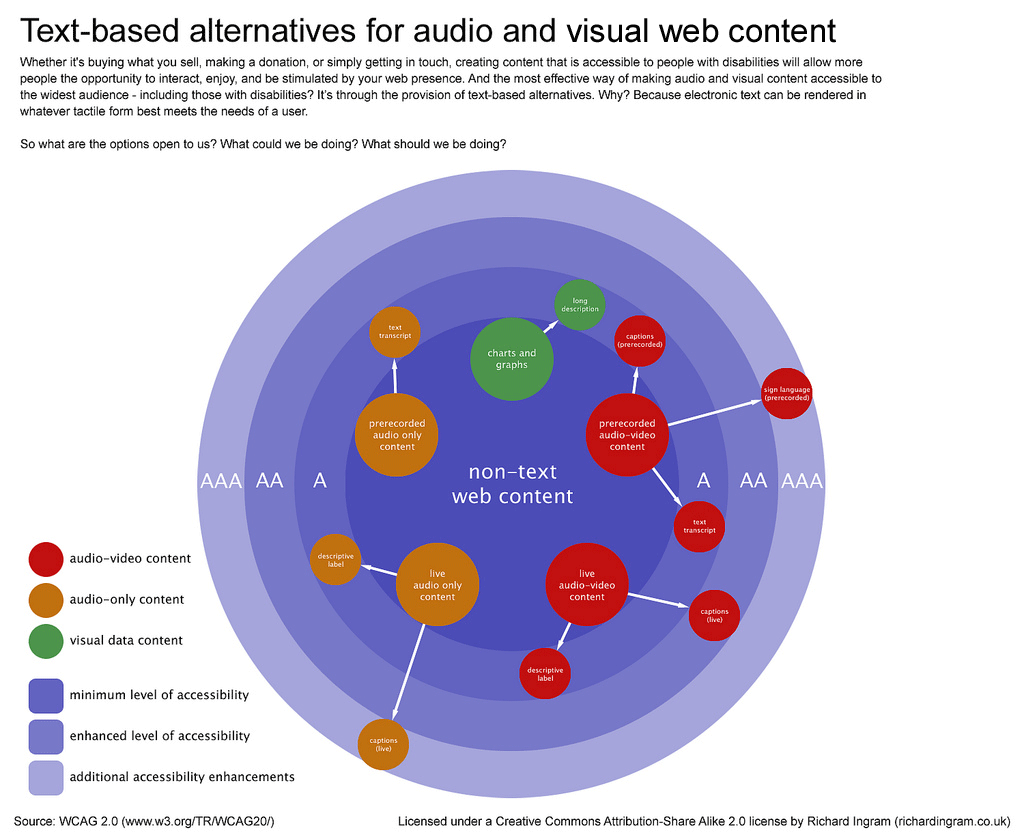 Text-based alternatives for audio and visual web content
Whether it's buying what you sell, making a donation, or simply getting in touch, creating content that is accessible to people with disabilities will allow more
people the opportunity to interact, enjoy, and be stimulated by your web presence. And the most effective way of making audio and visual content accessible to
the widest audience - including those with disabilities? It's through the provision of text-based alternatives. Why? Because electronic text can be rendered in
whatever tactile form best meets the needs of a user.
So what are the options open to us? What could we be doing? What should we be doing?
long
description
text
transcript
captions
(prerecorded)
charts and
graphs
sign language
(prerecorded)
prerecorded
audio only
content
prerecorded
audio-video
content
non-text
web content
AAA
AA
A
A
AA
AAA
text
transcript
descriptive
label
live
audio only
content
live
audio-video
content
captions
(live)
descriptive
label
captions
(live)
audio-video content
audio-only content
visual data content
minimum level of accessibility
enhanced level of accessibility
additional accessibility enhancements
Source: WCAG 2.0 (www.w3.org/TR/WCAG20/)
Licensed under a Creative Commons Attribution-Share Alike 2.0 license by Richard Ingram (richardingram.co.uk)